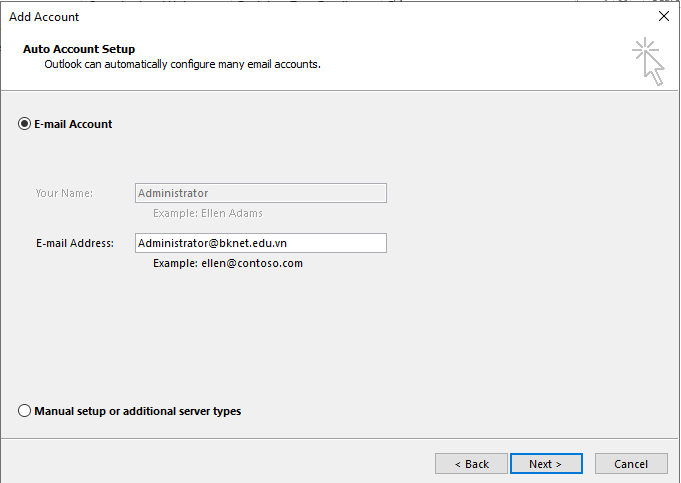 Add Account
Auto Account Setup
Outlook can automatically configure many email accounts.
E-mail Account
Your Name: Administrator
Example: Ellen Adams
E-mail Address: Administrator@bknet.edu.vn
Example: ellen@contoso.com
Manual setup or additional server types
< Back Next > Cancel